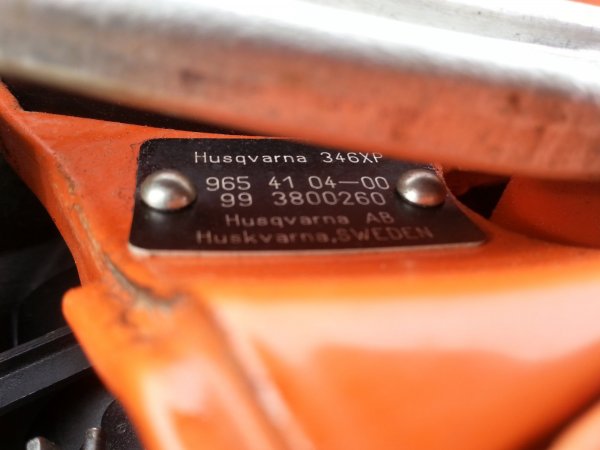 Husqvarna 346XP
965 41 04—00
99 3800260
Husqvarna AB
Huskvarna,SWEDEN